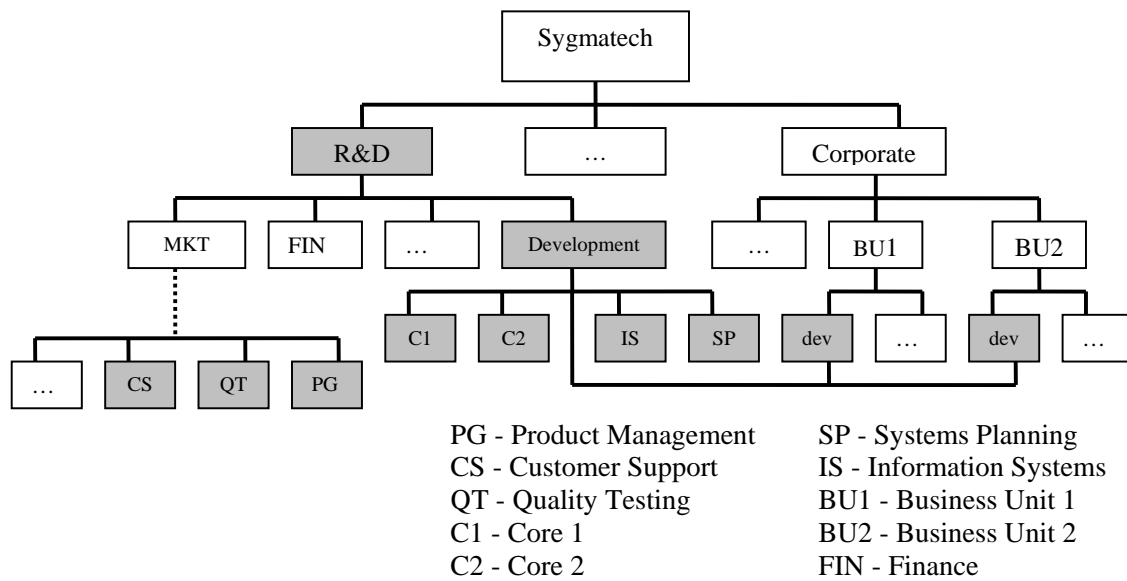 Sygmatech
R&D
…
Corporate
MKT
FIN
…
Development
…
BU1
BU2
C1
C2
IS
SP
dev
…
dev
…
…
CS
QT
PG
PG - Product Management
SP - Systems Planning
CS - Customer Support
IS - Information Systems
QT - Quality Testing
BU1 - Business Unit 1
C1 - Core 1
BU2 - Business Unit 2
C2 - Core 2
FIN - Finance